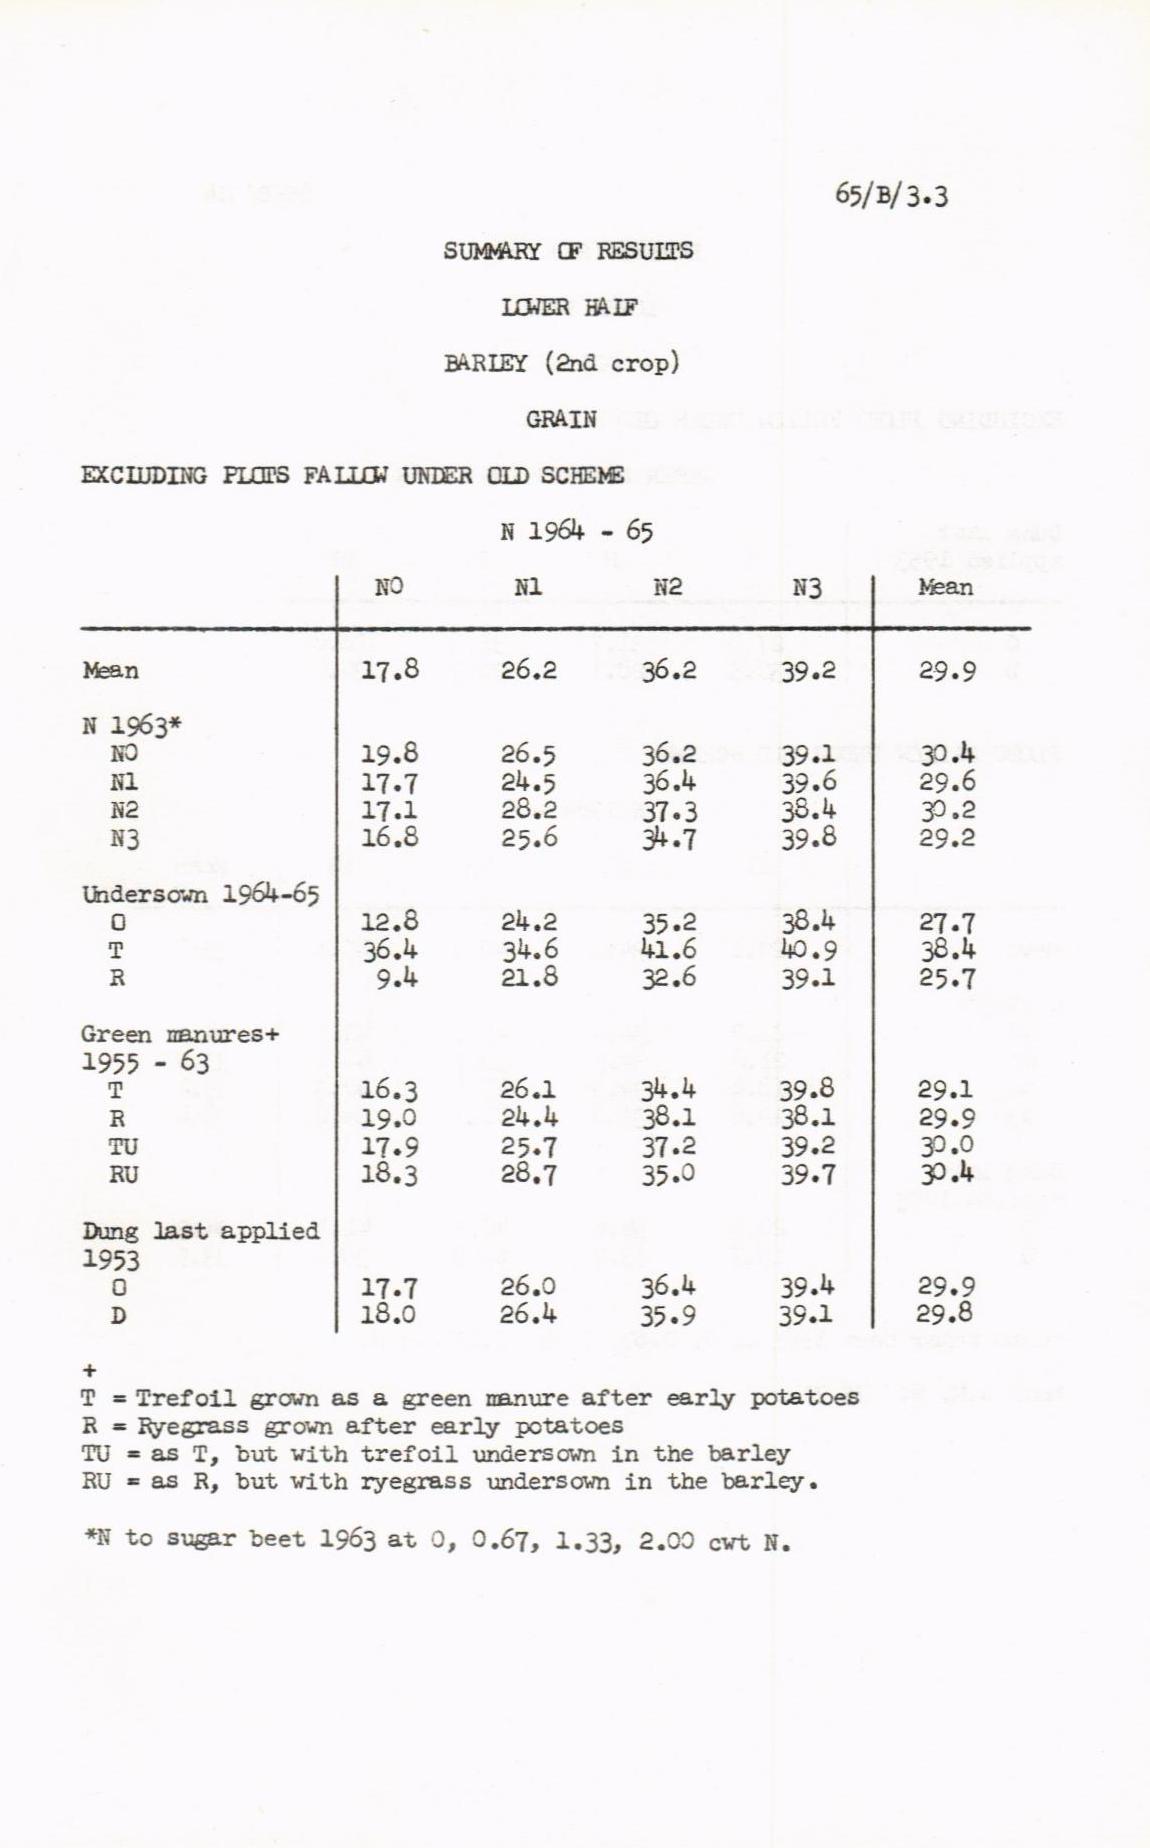 65/B/3.3
SUMMARY OF RESULTS
LOWER HALF
BARLEY (2nd crop)
GRAIN
EXCLUDING PLOTS FALLOW UNDER OLD SCHEME
N 1964 - 65
N0 N1 N2 N3 Mean
Mean 17.8 26.2 36.2 39.2 29.9
N 1963*
N0 19.8 26.5 36.2 39.1 30.4
N1 17.7 24.5 36.4 39.6 29.6
N2 17.1 28.2 37.3 38.4 30.2
N3 16.8 25.6 34.7 39.8 29.2
Undersown 1964-65
O 12.8 24.2 35.2 38.4 27.7
T 36.4 34.6 41.6 40.9 38.4
R 9.4 21.8 32.6 39.1 25.7
Green manures+
1955 - 63
T 16.3 26.1 34.4 39.8 29.1
R 19.0 24.4 38.1 38.1 29.9
TU 17.9 25.7 37.2 39.2 30.0
RU 18.3 28.7 35.0 39.7 30.4
Dung last applied
1953
O 17.7 26.0 36.4 39.4 29.9
D 18.0 26.4 35.9 39.1 29.8
+
T = Trefoil grown as a green manure after early potatoes
R = Ryegrass grown after early potatoes
TU = as T, but with trefoil undersown in the barley
RU = as R, but with ryegrass undersown in the barley.
*N to sugar beet 1963 at 0, 0.67, 1.33, 2.00 cwt N.